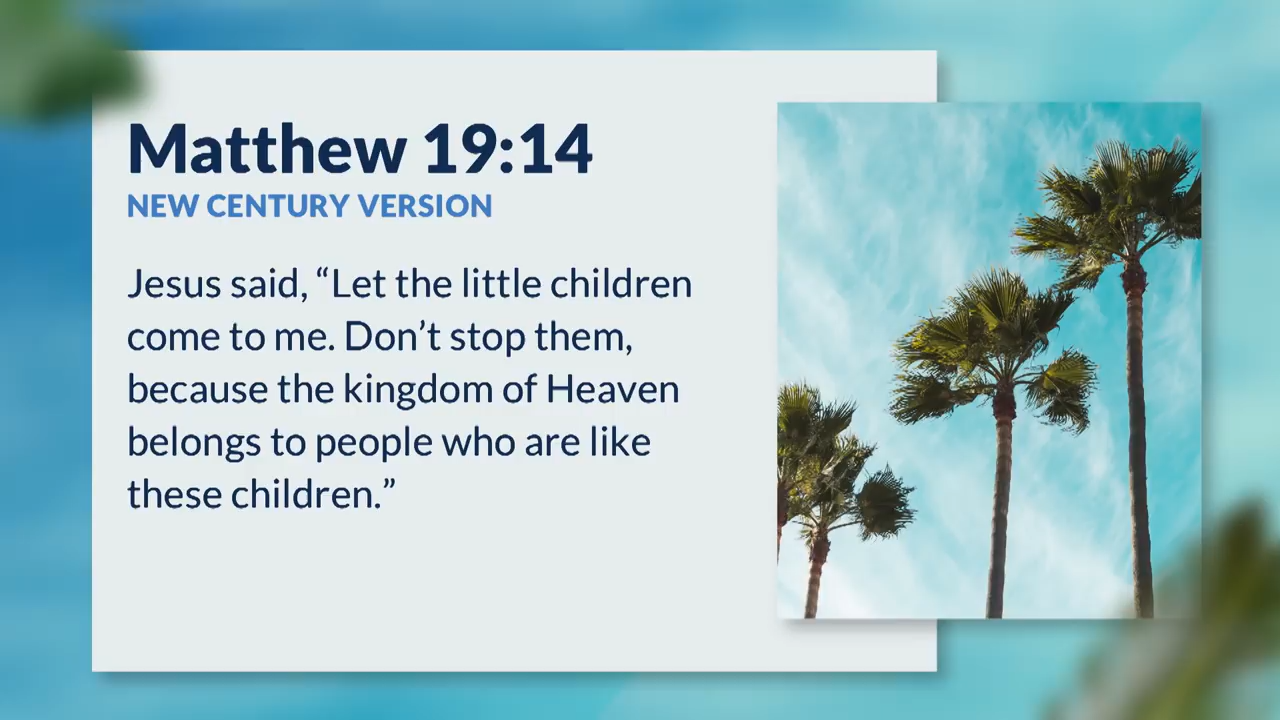 Matthew 19:14
NEW CENTURY VERSION
Jesus said, “Let the little children
come to me. Don’t stop them,
because the kingdom of Heaven
belongs to people who are like
these children.”